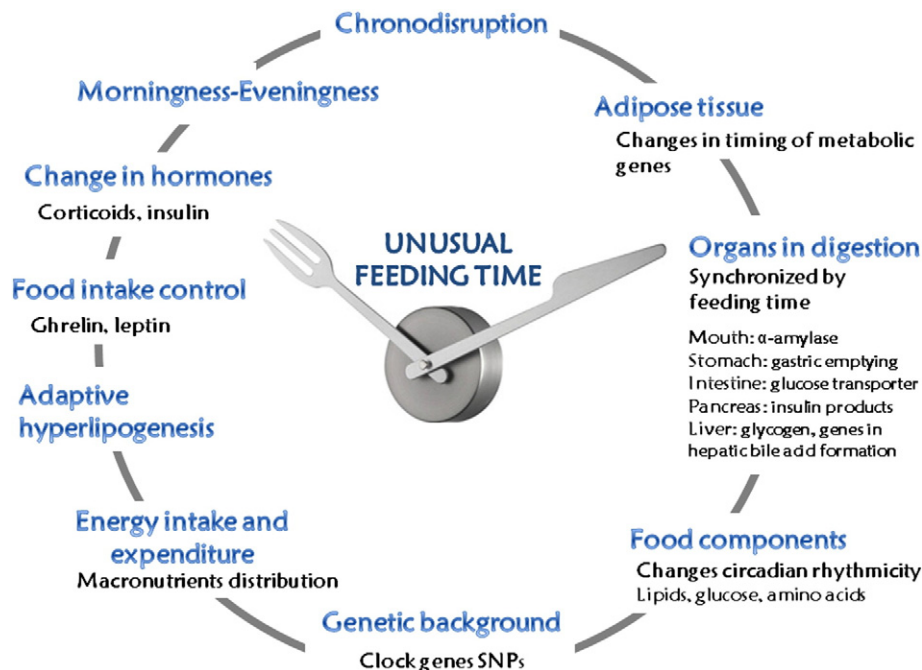 Chronodisruption
Adipose tissue
Changes in timing of metabolic
genes
Organs in digestion
Synchronized by
feeding time
Mouth: α-amylase
Stomach: gastric emptying
Intestine: glucose transporter
Pancreas: insulin products
Liver: glycogen, genes in
hepatic bile acid formation
Food components
Changes circadian rhythmicity
Lipids, glucose, amino acids
Genetic background
Clock genes SNPs
Energy intake and
expenditure
Macronutrients distribution
Adaptive
hyperlipogenesis
Food intake control
Ghrelin, leptin
Change in hormones
Corticoids, insulin
Morningness-Eveningness
UNUSUAL
FEEDING TIME